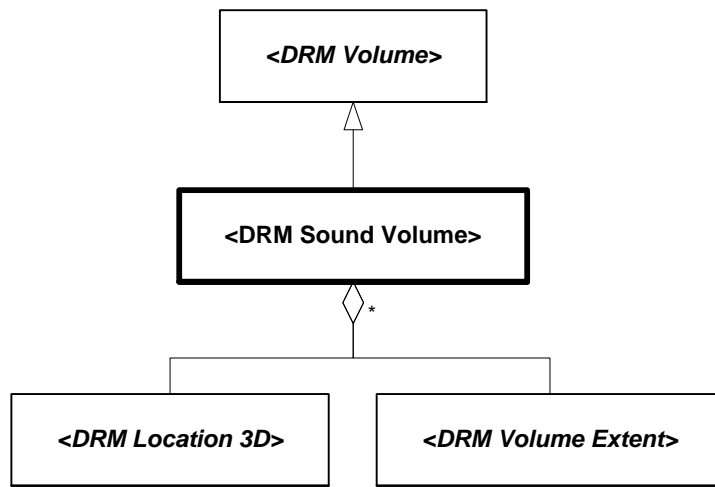 <DRM Volume>
<DRM Sound Volume>
*
<DRM Location 3D>
<DRM Volume Extent>